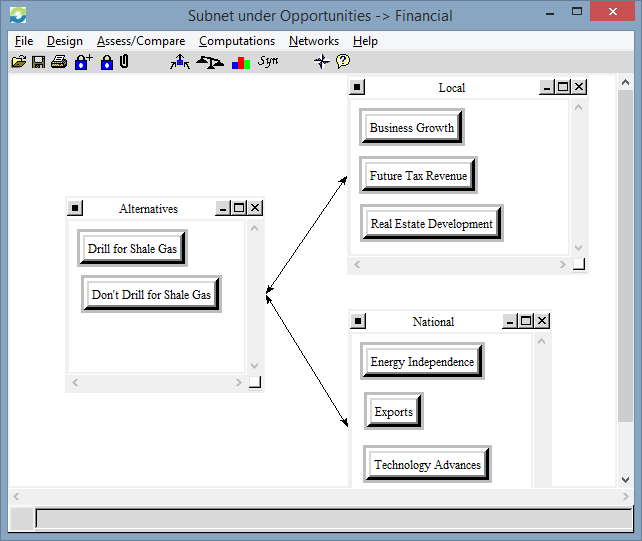 Subnet under Opportunities -> Financial
File Design Assess/Compare Computations Networks Help
Syn
Local
Business Growth
Future Tax Revenue
Real Estate Development
Alternatives
Drill for Shale Gas
Don't Drill for Shale Gas
National
Energy Independence
Exports
Technology Advances